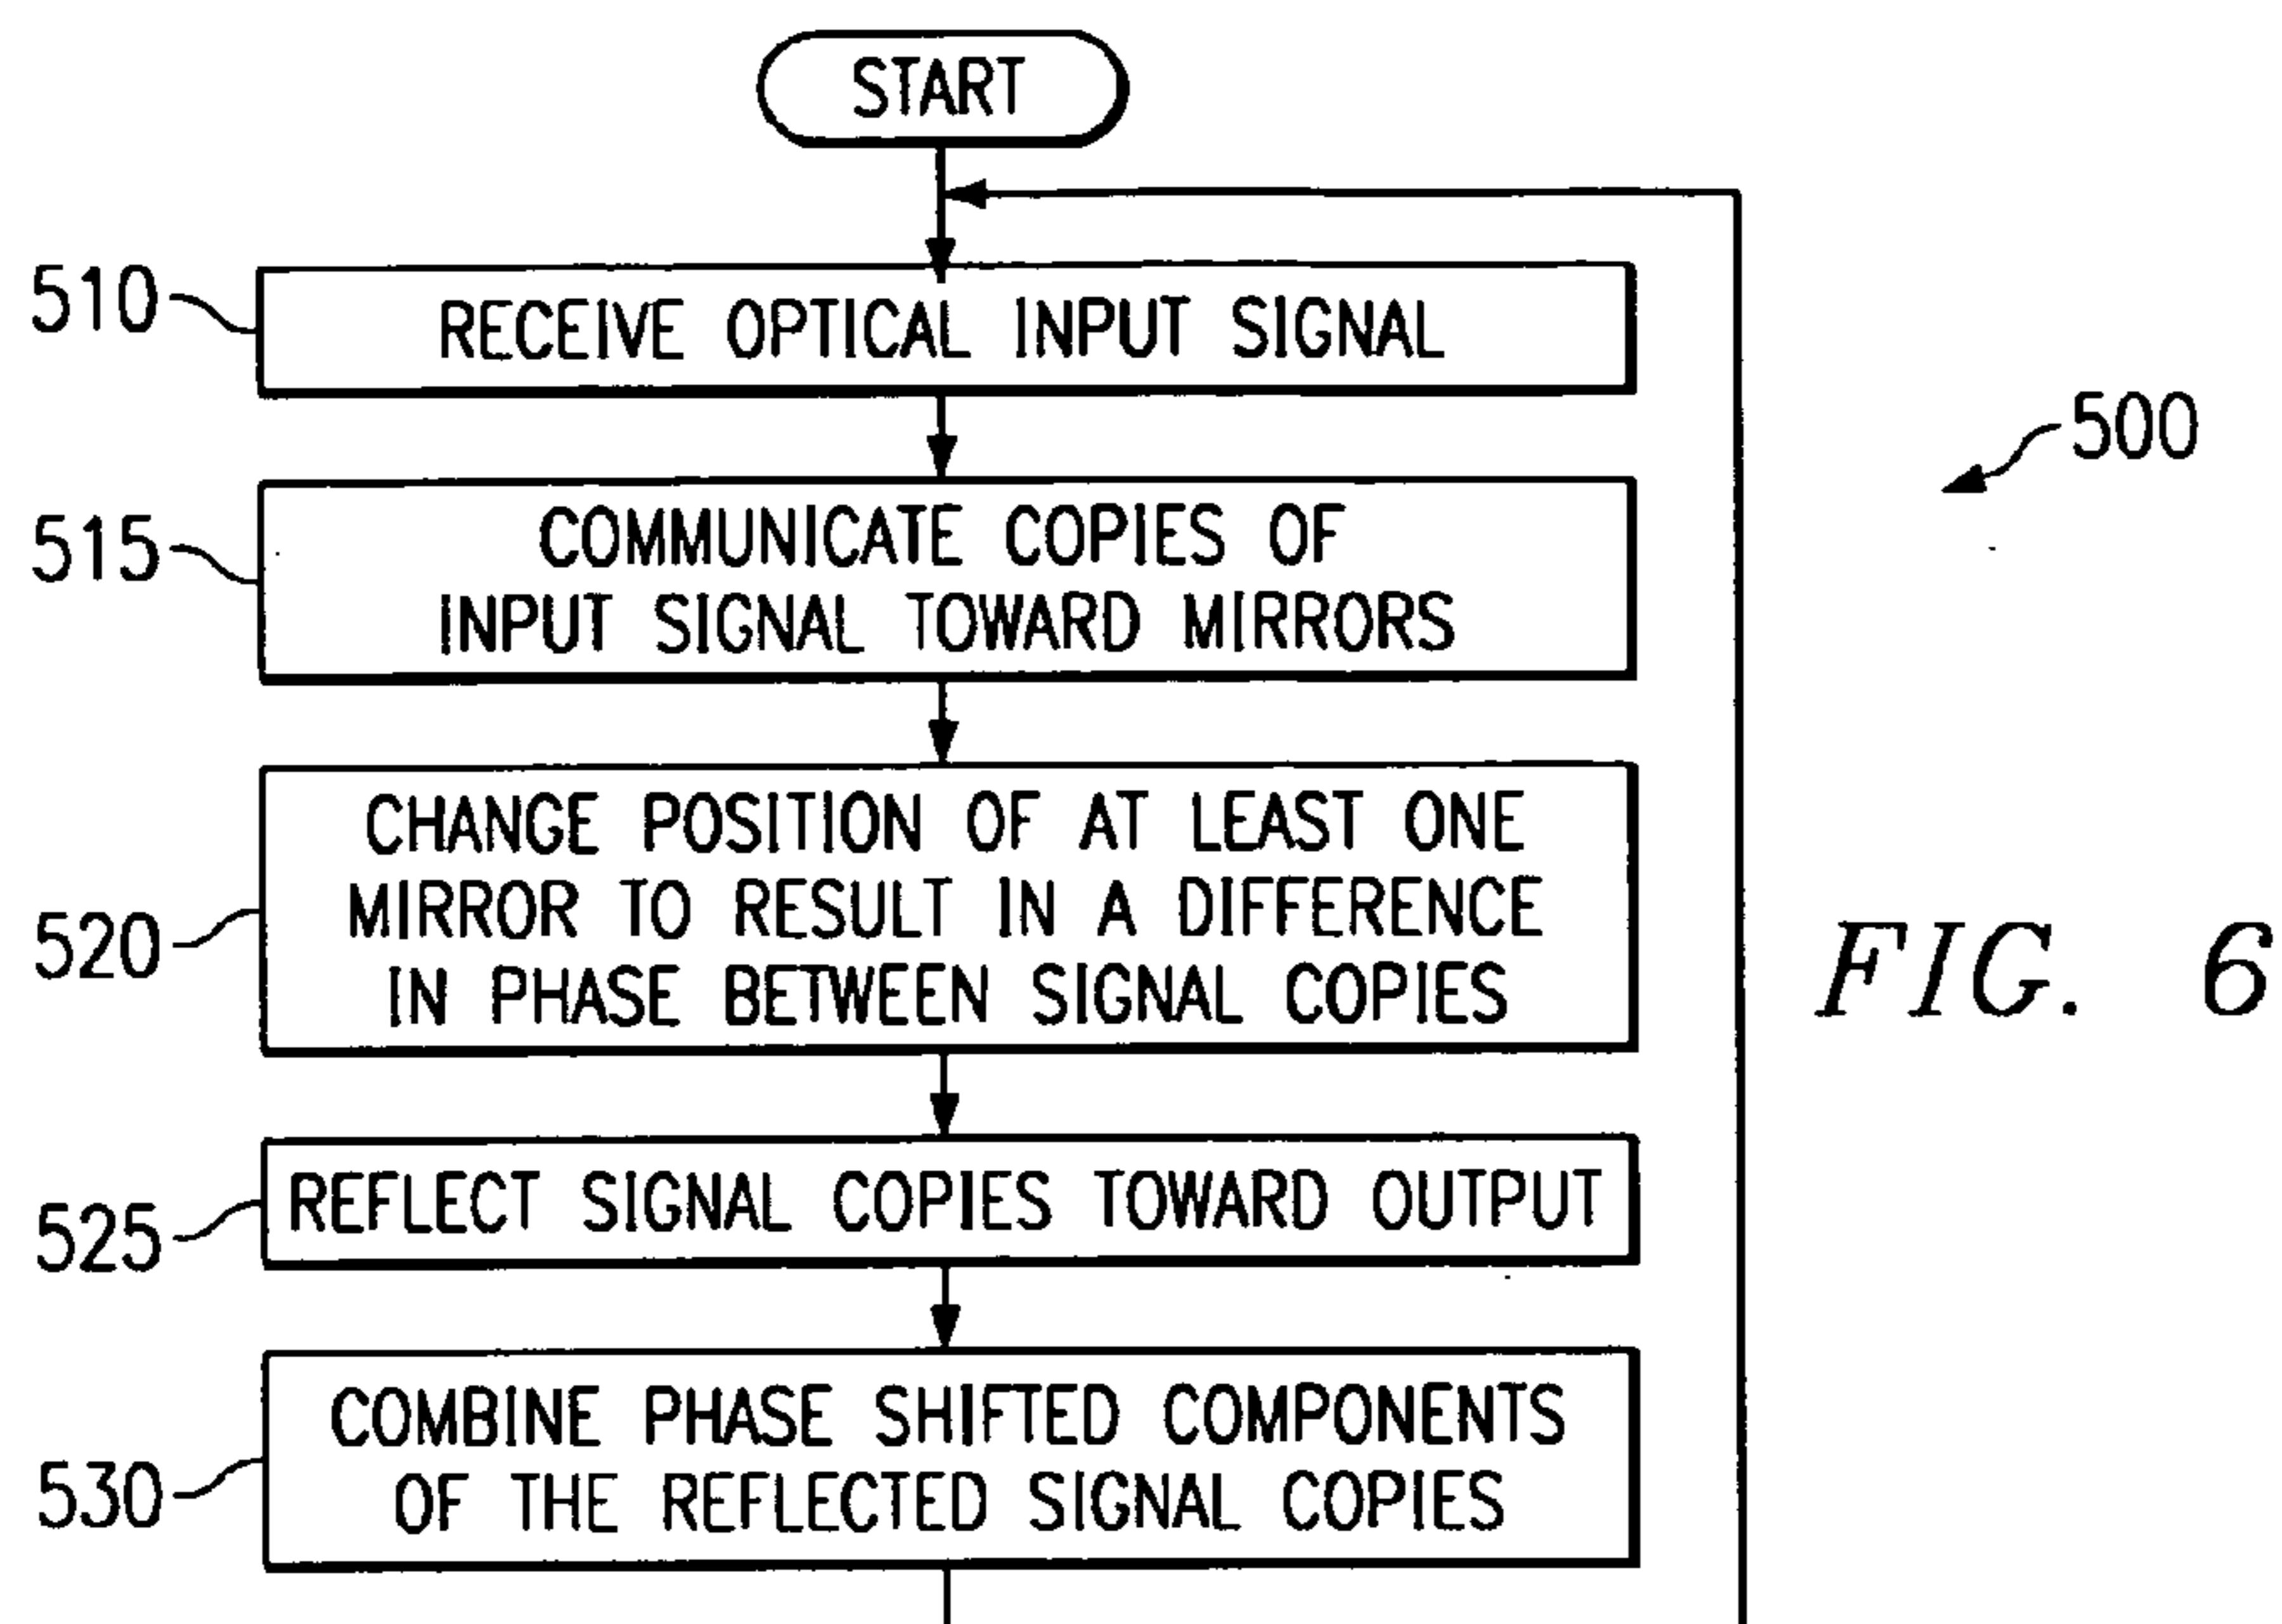 START
510
RECEIVE OPTICAL INPUT SIGNAL
500
515
COMMUNICATE COPIES OF
INPUT SIGNAL TOWARD MIRRORS
520
CHANGE POSITION OF AT LEAST ONE
MIRROR TO RESULT IN A DIFFERENCE
IN PHASE BETWEEN SIGNAL COPIES
FIG. 6
525
REFLECT SIGNAL COPIES TOWARD OUTPUT
530
COMBINE PHASE SHIFTED COMPONENTS
OF THE REFLECTED SIGNAL COPIES